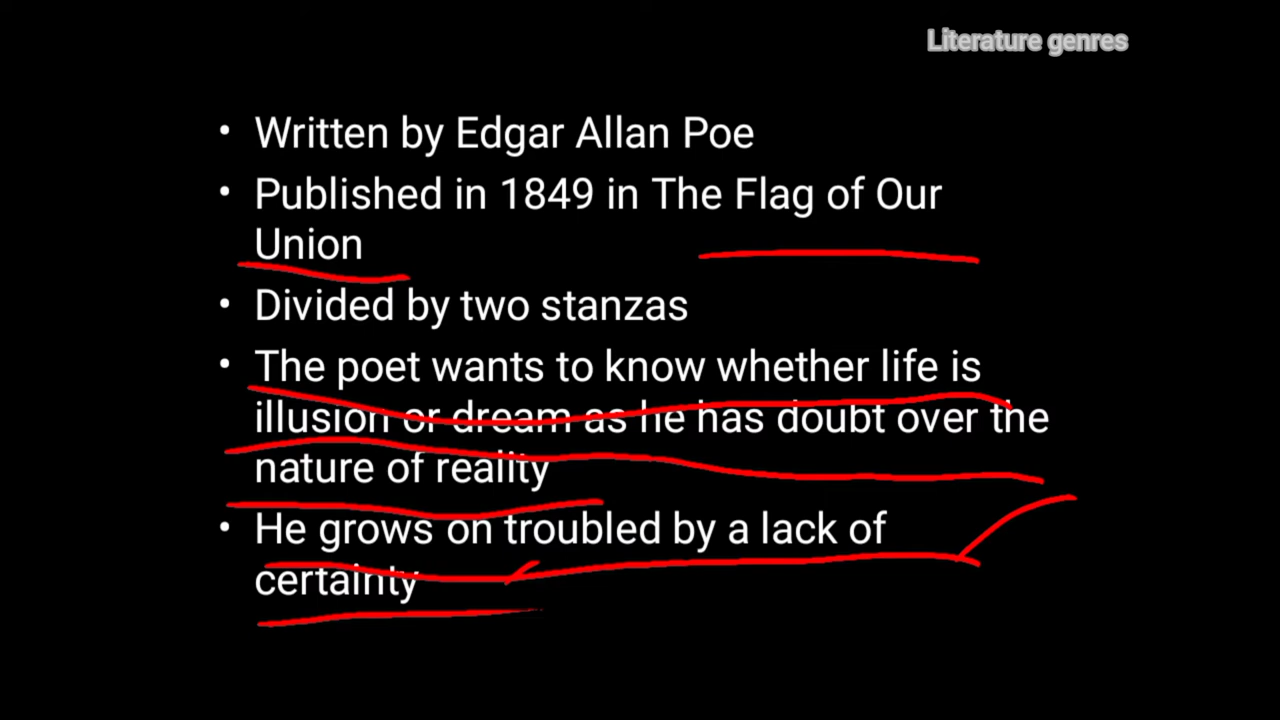 Literature genres
• Written by Edgar Allan Poe
• Published in 1849 in The Flag of Our
Union
• Divided by two stanzas
• The poet wants to know whether life is
illusion or dream as he has doubt over the
nature of reality
• He grows on troubled by a lack of
certainty